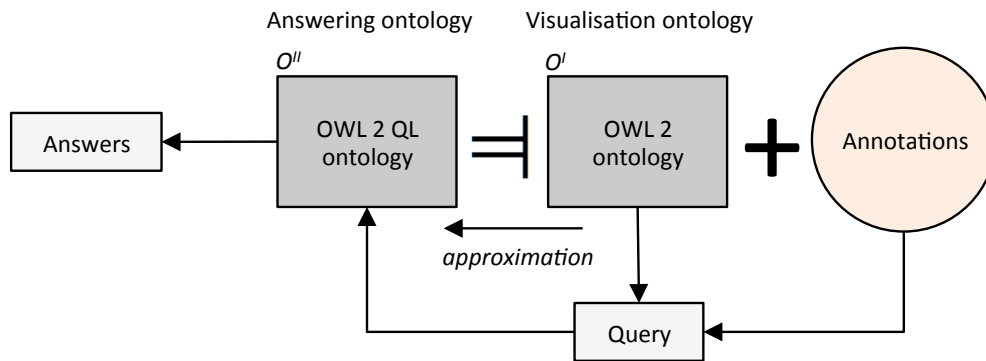 Answering ontology
Visualisation ontology
O^II
O^I
Answers
OWL 2 QL
ontology
OWL 2
ontology
+
Annotations
approximation
Query